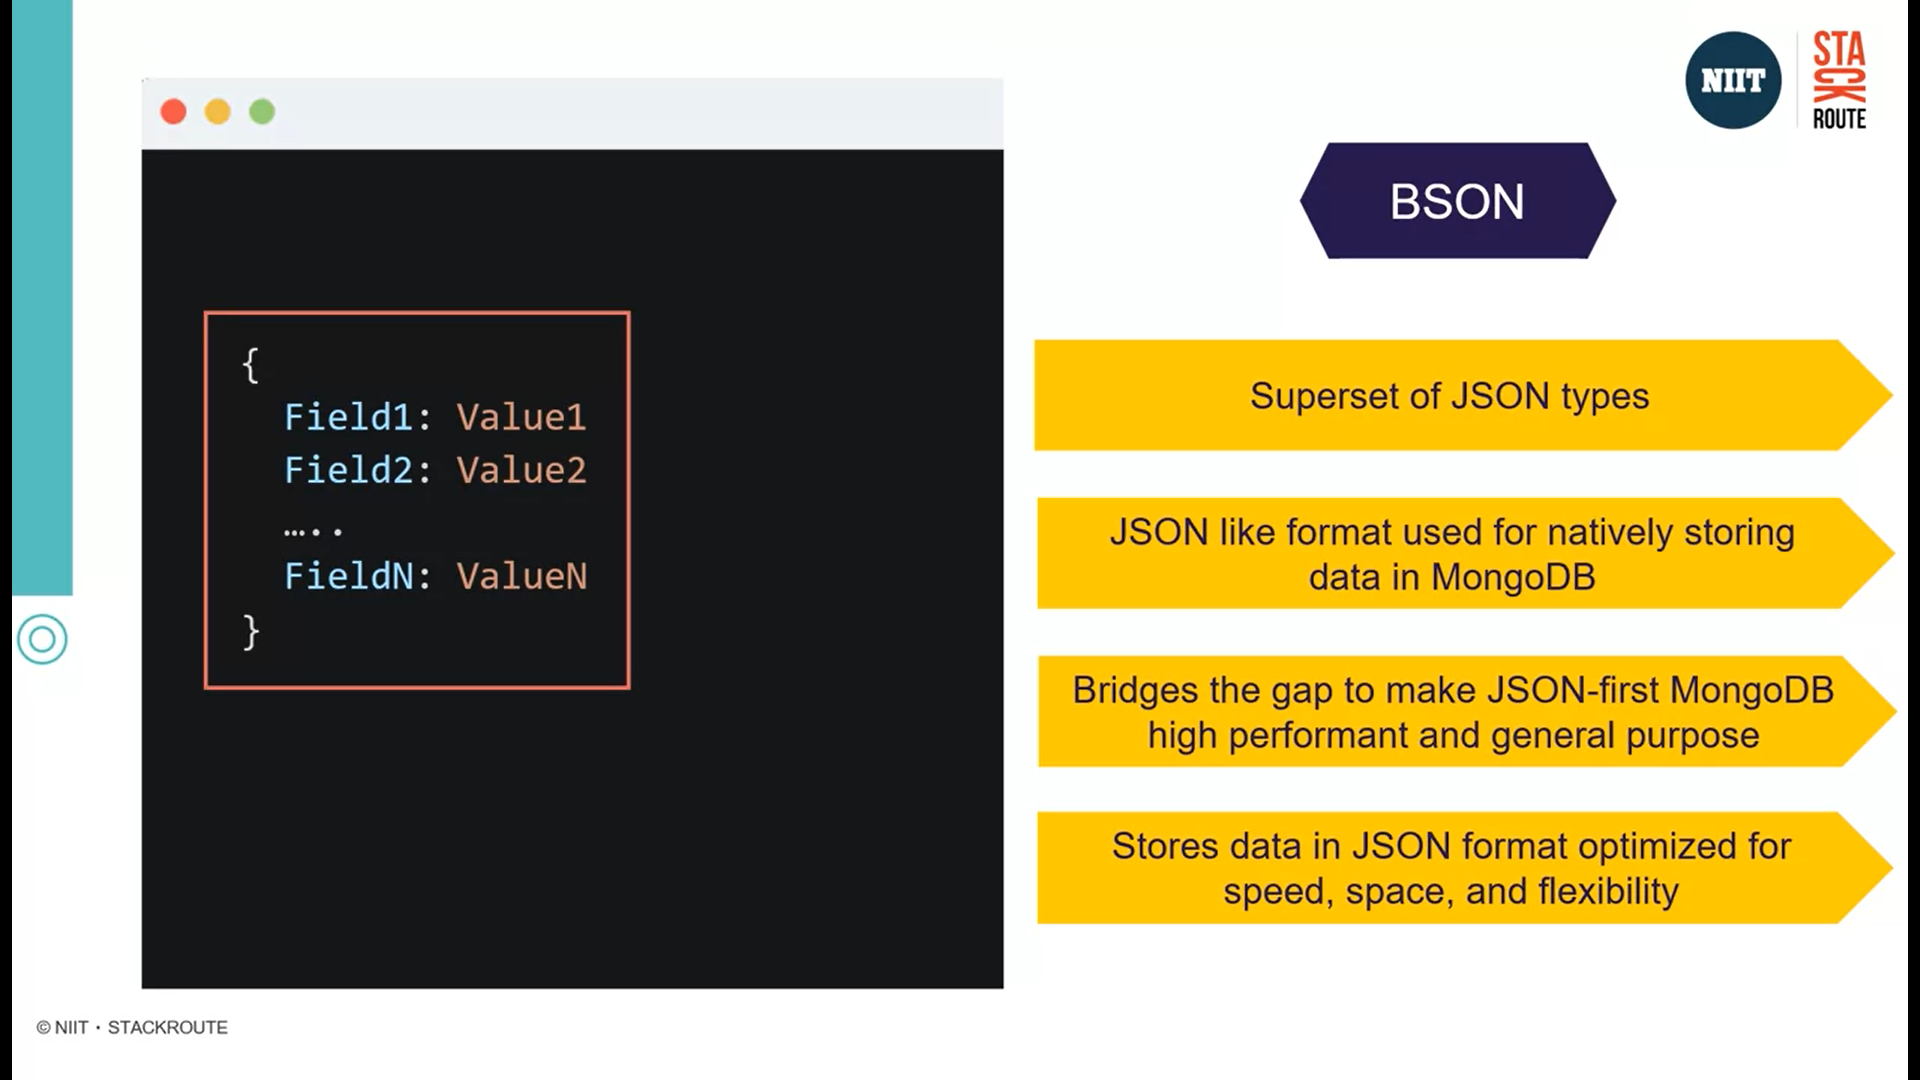 NIIT
STA
CK
ROUTE
BSON
{
Field1: Value1
Field2: Value2
…..
FieldN: ValueN
}
Superset of JSON types
JSON like format used for natively storing
data in MongoDB
Bridges the gap to make JSON-first MongoDB
high performant and general purpose
Stores data in JSON format optimized for
speed, space, and flexibility
© NIIT • STACKROUTE